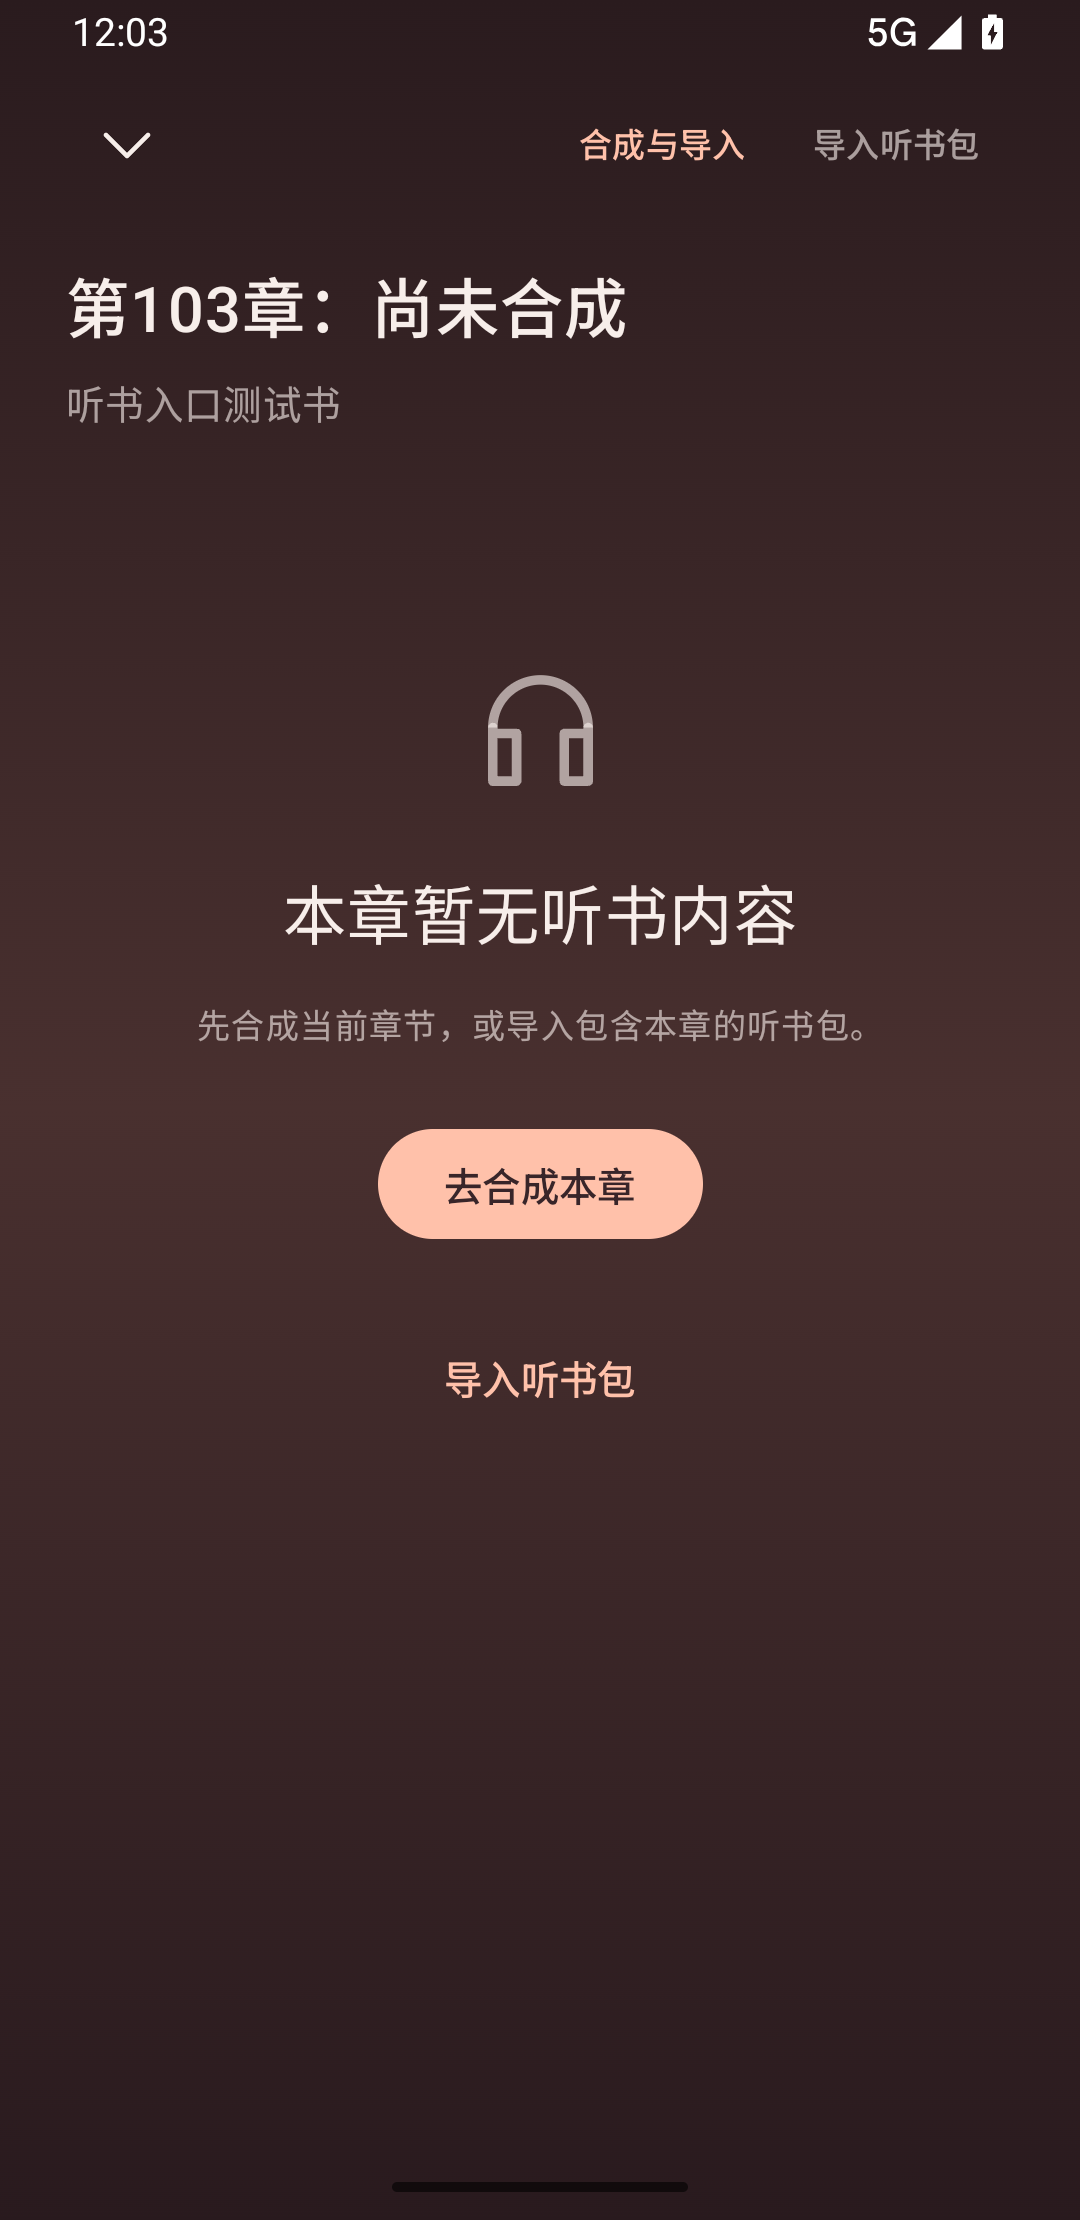 12:03
5G
合成与导入 导入听书包
第103章：尚未合成
听书入口测试书
本章暂无听书内容
先合成当前章节，或导入包含本章的听书包。
去合成本章
导入听书包